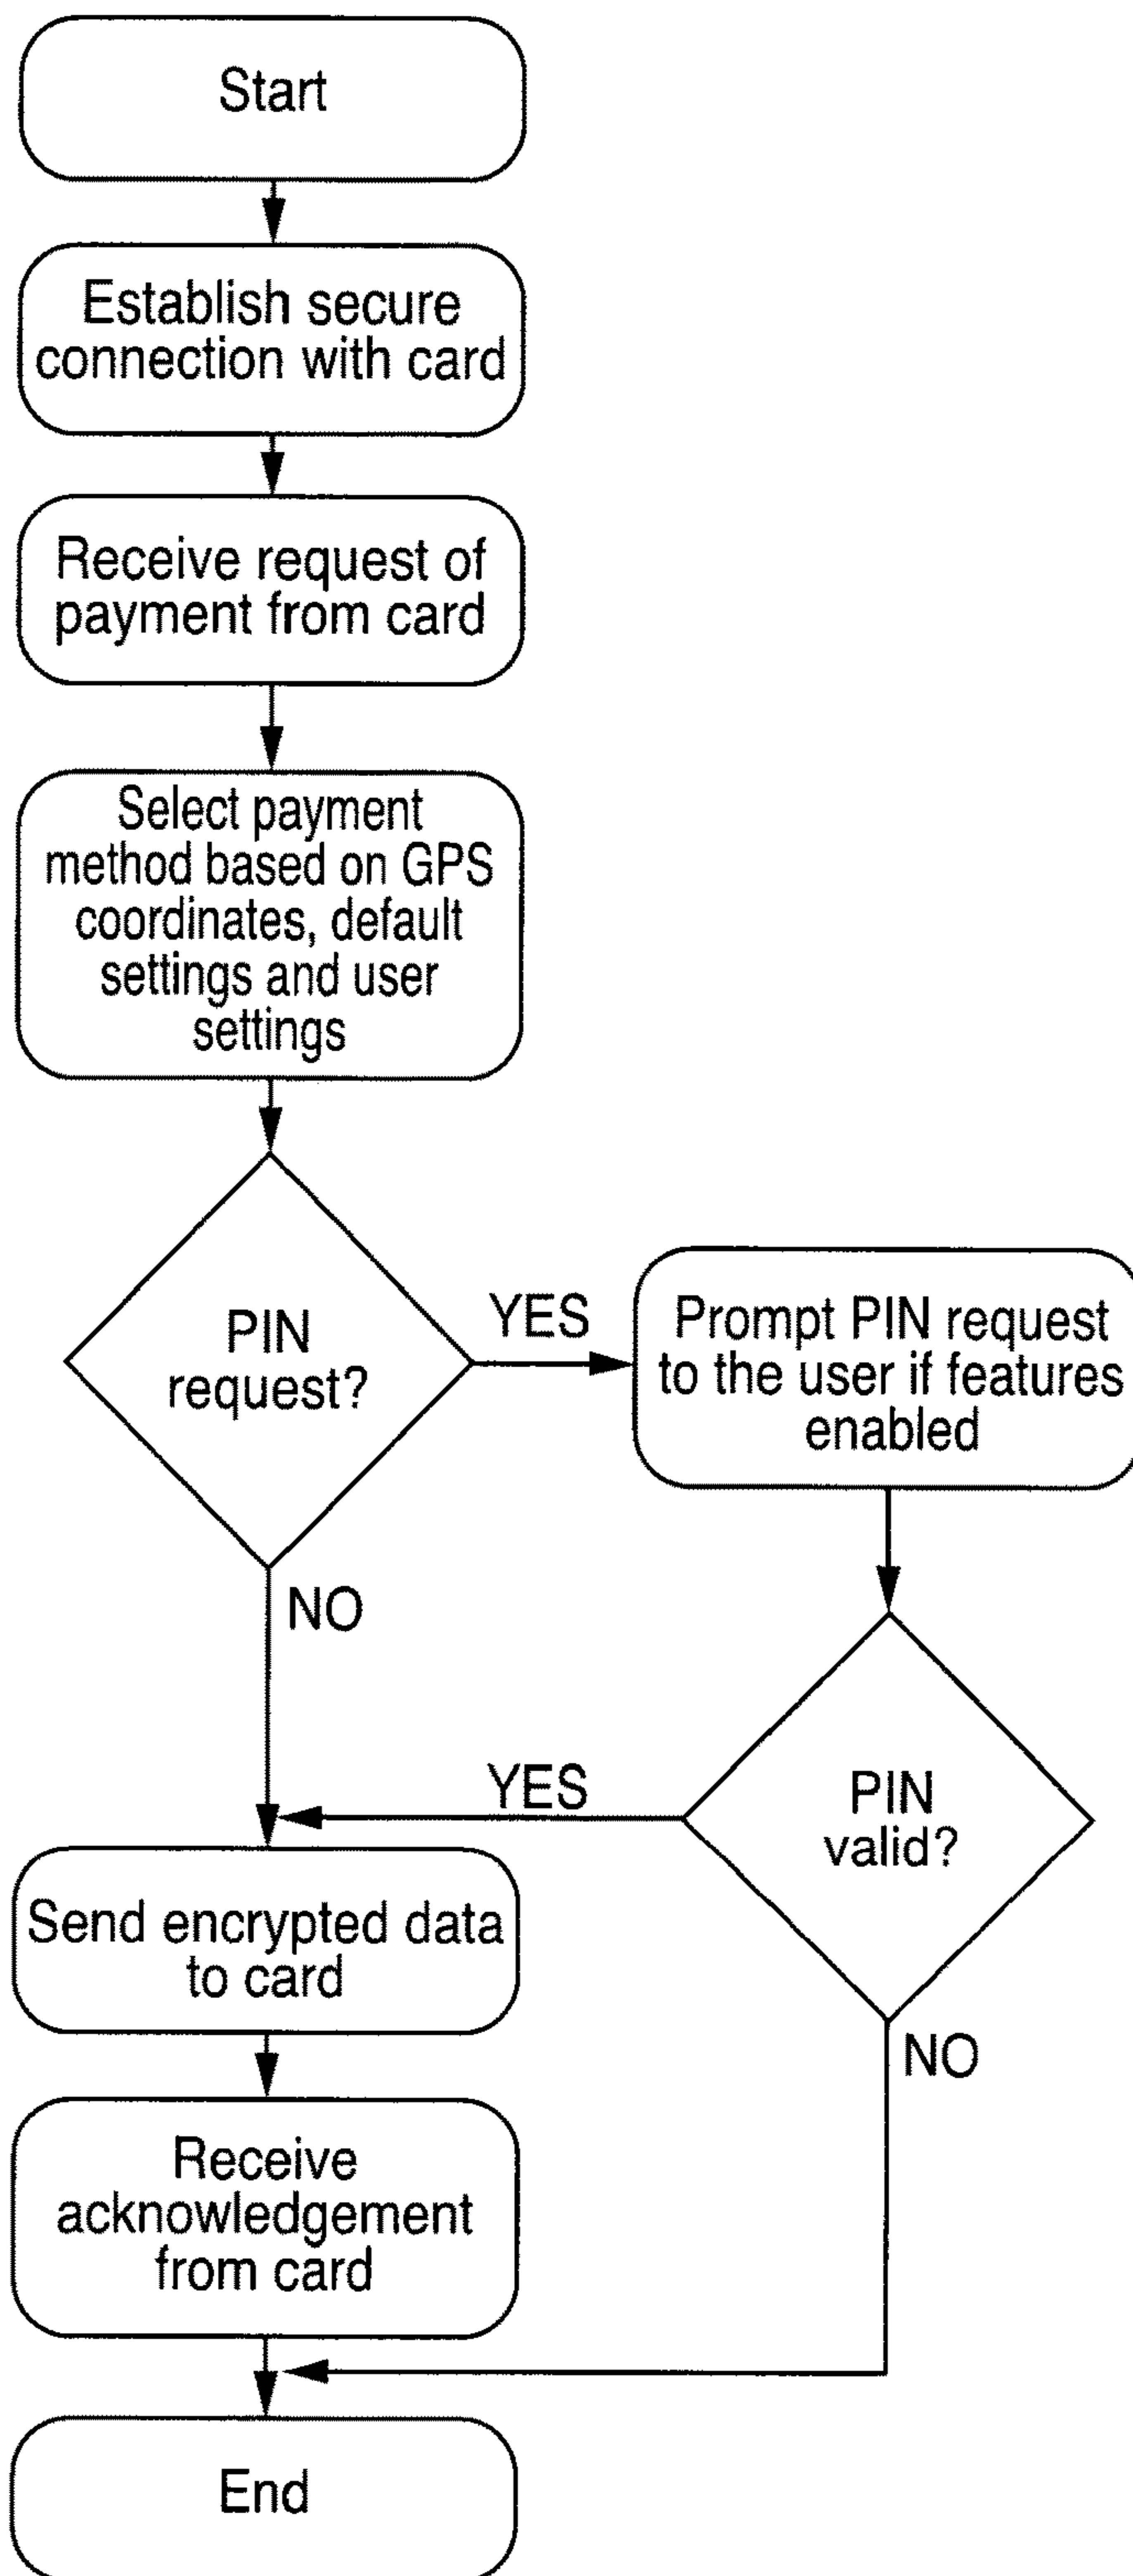 Start
Establish secure
connection with card
Receive request of
payment from card
Select payment
method based on GPS
coordinates, default
settings and user
settings
PIN
request?
YES
Prompt PIN request
to the user if features
enabled
NO
PIN
valid?
YES
NO
Send encrypted data
to card
Receive
acknowledgement
from card
End